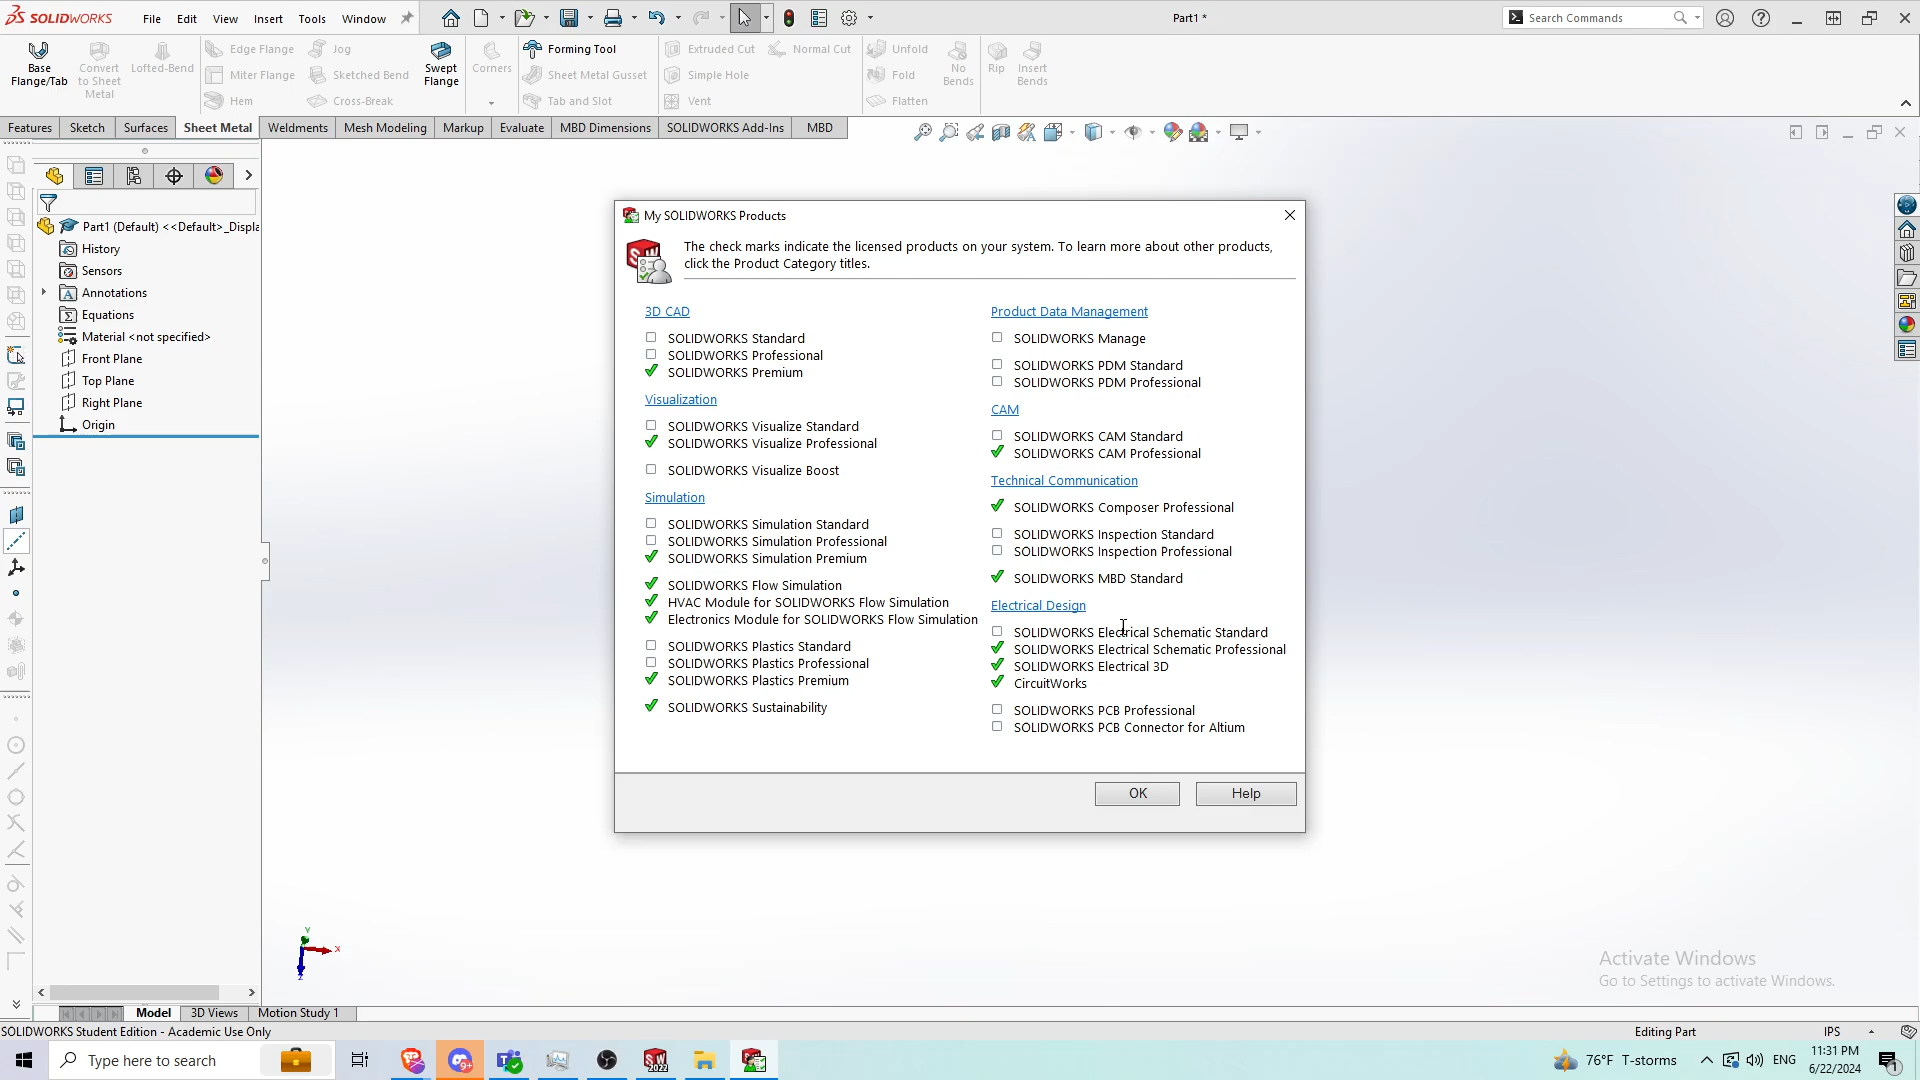 SOLIDWORKS File Edit View Insert Tools Window Part1 * Search Commands
Base Flange/Tab
Convert to Sheet Metal
Lofted-Bend
Edge Flange
Miter Flange
Hem
Jog
Sketched Bend
Cross-Break
Swept Flange
Corners
Forming Tool
Sheet Metal Gusset
Tab and Slot
Extruded Cut
Simple Hole
Vent
Normal Cut
Unfold
Fold
Flatten
No Bends
Rip
Insert Bends
Features Sketch Surfaces Sheet Metal Weldments Mesh Modeling Markup Evaluate MBD Dimensions SOLIDWORKS Add-Ins MBD
Part1 (Default) <<Default>_Displa
History
Sensors
Annotations
Equations
Material <not specified>
Front Plane
Top Plane
Right Plane
Origin
My SOLIDWORKS Products
The check marks indicate the licensed products on your system. To learn more about other products,
click the Product Category titles.
3D CAD
SOLIDWORKS Standard
SOLIDWORKS Professional
SOLIDWORKS Premium
Visualization
SOLIDWORKS Visualize Standard
SOLIDWORKS Visualize Professional
SOLIDWORKS Visualize Boost
Simulation
SOLIDWORKS Simulation Standard
SOLIDWORKS Simulation Professional
SOLIDWORKS Simulation Premium
SOLIDWORKS Flow Simulation
HVAC Module for SOLIDWORKS Flow Simulation
Electronics Module for SOLIDWORKS Flow Simulation
SOLIDWORKS Plastics Standard
SOLIDWORKS Plastics Professional
SOLIDWORKS Plastics Premium
SOLIDWORKS Sustainability
Product Data Management
SOLIDWORKS Manage
SOLIDWORKS PDM Standard
SOLIDWORKS PDM Professional
CAM
SOLIDWORKS CAM Standard
SOLIDWORKS CAM Professional
Technical Communication
SOLIDWORKS Composer Professional
SOLIDWORKS Inspection Standard
SOLIDWORKS Inspection Professional
SOLIDWORKS MBD Standard
Electrical Design
SOLIDWORKS Electrical Schematic Standard
SOLIDWORKS Electrical Schematic Professional
SOLIDWORKS Electrical 3D
CircuitWorks
SOLIDWORKS PCB Professional
SOLIDWORKS PCB Connector for Altium
OK Help
Y
X
Z
Activate Windows
Go to Settings to activate Windows.
Model 3D Views Motion Study 1
SOLIDWORKS Student Edition - Academic Use Only Editing Part IPS
Type here to search 9+ SW 2022 76°F T-storms ENG 11:31 PM
6/22/2024 1